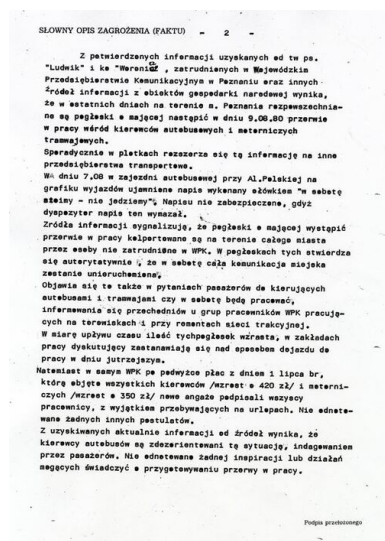 SŁOWNY OPIS ZAGROŻENIA (FAKTU) - 2 -
Z potwierdzonych informacji uzyskanych od tw ps.
"Ludwik" i ko "Werenicz", zatrudnionych w Wojewódzkim
Przedsiębiorstwie Komunikacyjnym w Poznaniu oraz innych
źródeł informacji z obiektów gospodarki narodowej wynika,
że w ostatnich dniach na terenie m. Poznania rozpowszechnia-
ne są pogłoski o mającej nastąpić w dniu 9.08.80 przerwie
w pracy wśród kierowców autobusowych i motorniczych
tramwajowych.
Sporadycznie w plotkach rozszerza się tą informację na inne
przedsiębiorstwa transportowe.
W dniu 7.08 w zajezdni autobusowej przy Al.Polskiej na
grafiku wyjazdów ujawniono napis wykonany ołówkiem "w sobotę
stoimy - nie jedziemy". Napisu nie zabezpieczono, gdyż
dyspozytor napis ten wymazał.
Źródła informacji sygnalizują, że pogłoski o mającej wystąpić
przerwie w pracy kolportowane są na terenie całego miasta
przez osoby nie zatrudnione w WPK. W pogłoskach tych stwierdza
się autorytatywnie, że w sobotę cała komunikacja miejska
zostanie unieruchomiona.
Objawia się to także w pytaniach pasażerów do kierujących
autobusami i tramwajami czy w sobotę będą pracować,
informowania się przechodniów u grup pracowników WPK pracują-
cych na torowiskach i przy remontach sieci trakcyjnej.
W miarę upływu czasu ilość tychpogłosek wzrasta, w zakładach
pracy dyskutujący zastanawiają się nad sposobem dojazdu do
pracy w dniu jutrzejszym.
Natomiast w samym WPK po podwyżce płac z dniem 1 lipca br,
którą objęto wszystkich kierowców /wzrost o 420 zł/ i motorni-
czych /wzrost o 350 zł/ nowe angaże podpisali wszyscy
pracownicy, z wyjątkiem przebywających na urlopach. Nie odnoto-
wano żadnych innych postulatów.
Z uzyskiwanych aktualnie informacji od źródeł wynika, że
kierowcy autobusów są zdezorientowani tą sytuacją, indagowaniem
przez pasażerów. Nie odnotowano żadnej inspiracji lub działań
mogących świadczyć o przygotowywaniu przerwy w pracy.
Podpis przełożonego